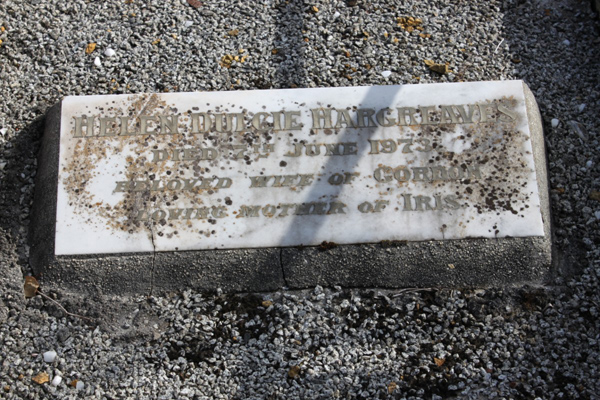 HELEN DULCIE HARGREAVES
DIED JUNE 1973
BELOVED WIFE OF GORDON
LOVING MOTHER OF IRIS